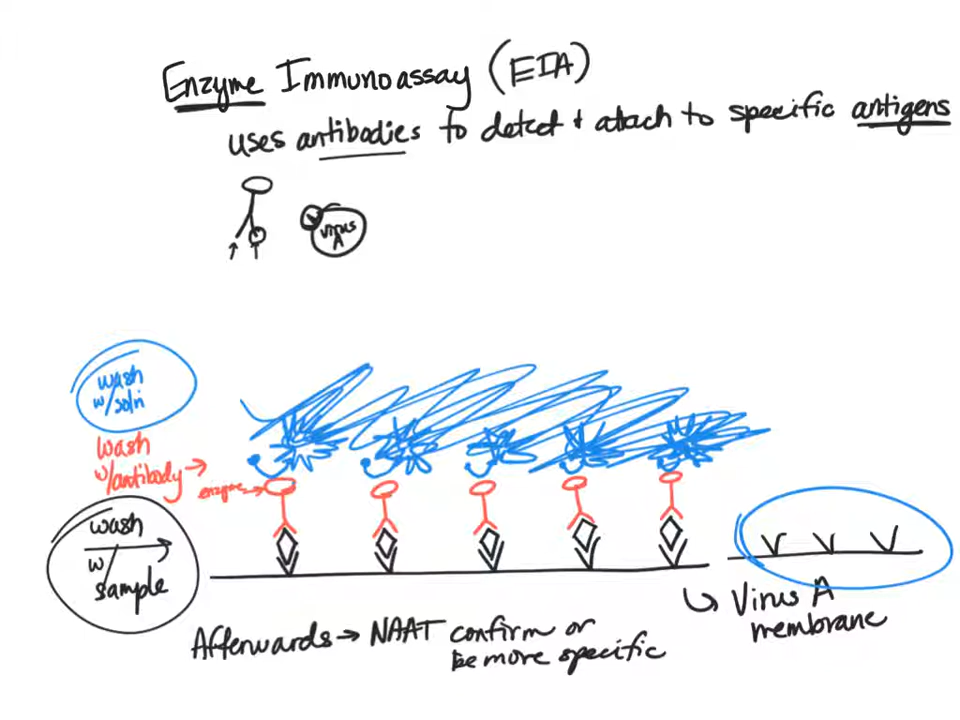 Enzyme Immunoassay (EIA)
uses antibodies to detect + attach to specific antigens
virus
A
wash
w/ soln
wash
w/ antibody →
enzyme →
wash
w/
sample
Virus A
membrane
Afterwards → NAAT confirm or
be more specific